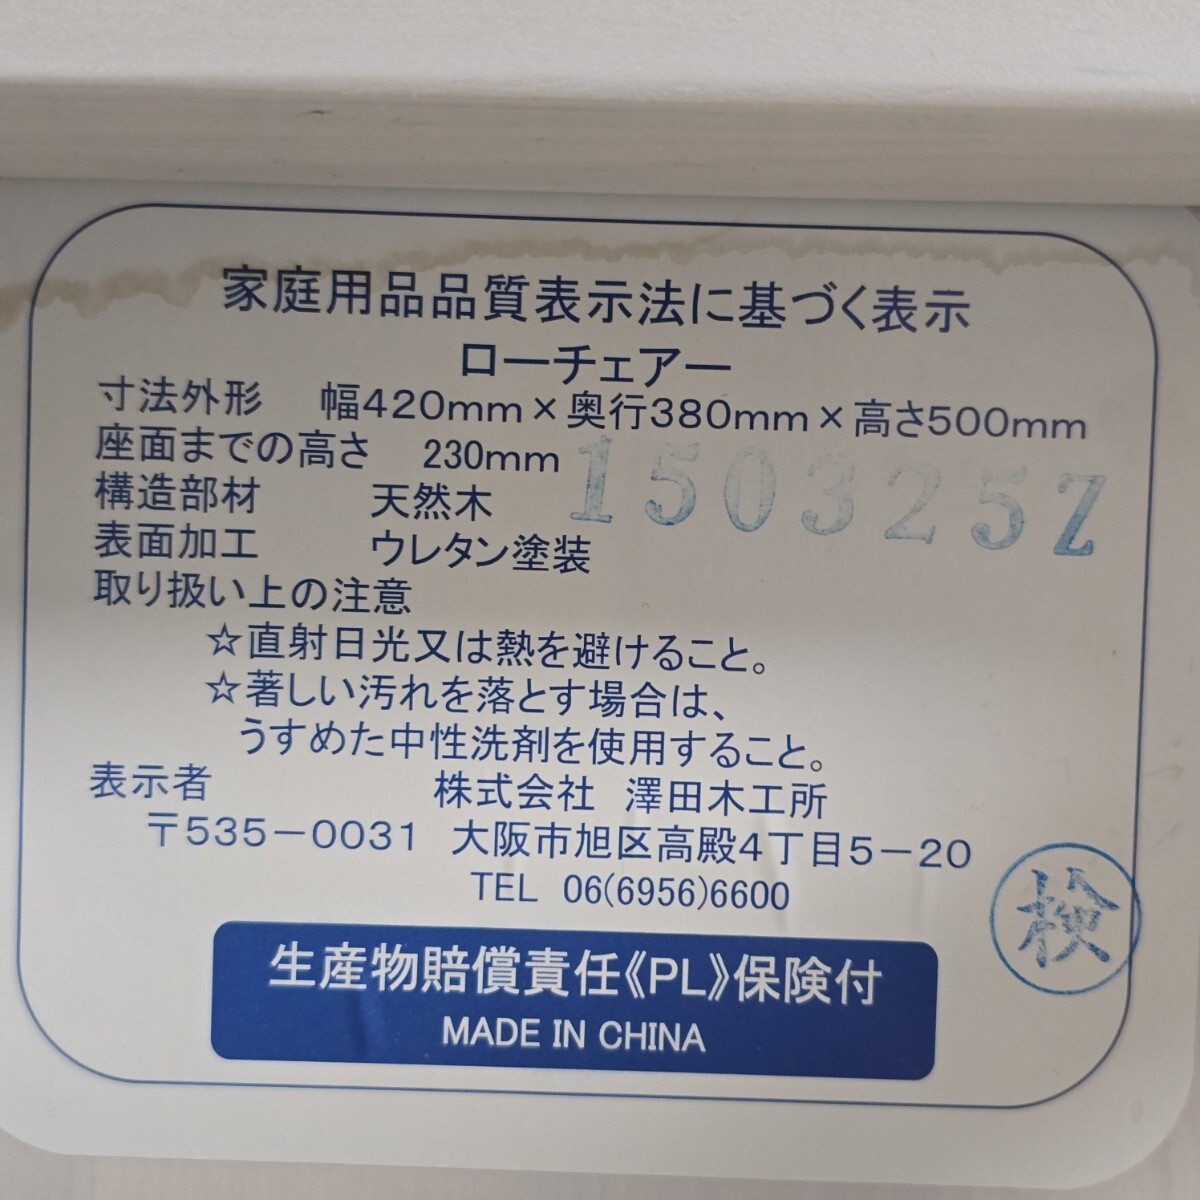 家庭用品品質表示法に基づく表示
ローチェアー
寸法外形 幅420mm×奥行380mm×高さ500mm
座面までの高さ 230mm
150325Z
構造部材 天然木
表面加工 ウレタン塗装
取り扱い上の注意
☆直射日光又は熱を避けること。
☆著しい汚れを落とす場合は、
うすめた中性洗剤を使用すること。
表示者 株式会社 澤田木工所
〒535-0031 大阪市旭区高殿4丁目5-20
TEL 06(6956)6600
検
生産物賠償責任《PL》保険付
MADE IN CHINA